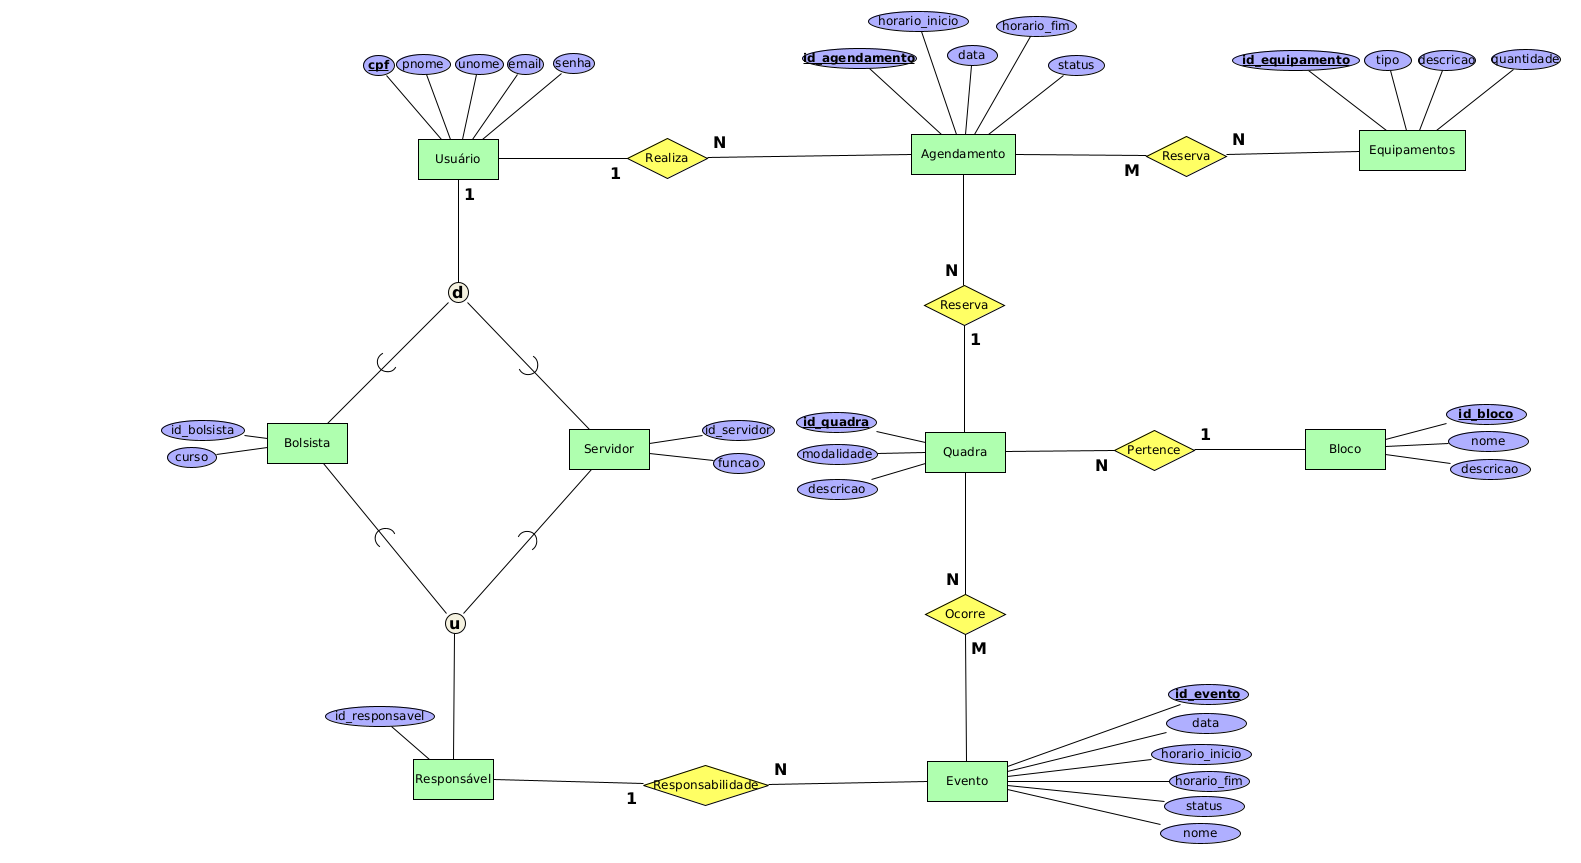 horario_inicio
horario_fim
cpf
pnome
unome
email
senha
id_agendamento
data
status
id_equipamento
tipo
descricao
quantidade
Usuário
Realiza
1
N
Agendamento
Reserva
M
N
Equipamentos
1
d
N
Reserva
1
id_bolsista
curso
Bolsista
Servidor
id_servidor
funcao
id_quadra
modalidade
descricao
Quadra
N
Pertence
1
Bloco
id_bloco
nome
descricao
N
Ocorre
M
u
id_responsavel
Responsável
1
Responsabilidade
N
Evento
id_evento
data
horario_inicio
horario_fim
status
nome